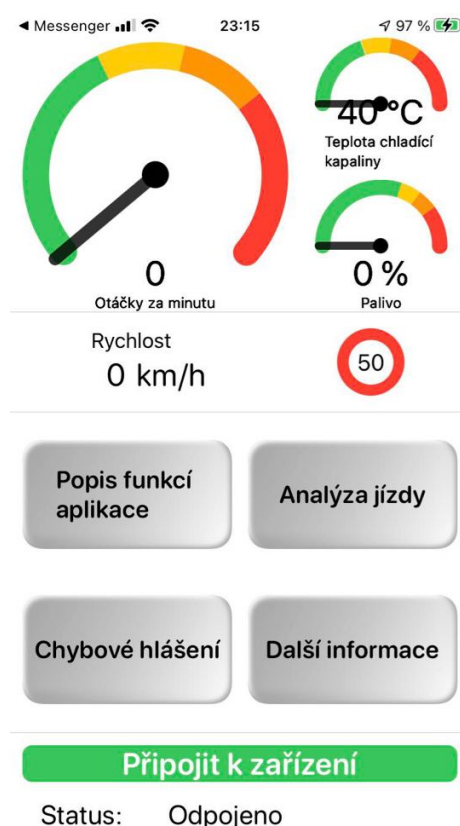 ◀ Messenger 23:15 97 %
40 °C
Teplota chladící
kapaliny
0
Otáčky za minutu
0 %
Palivo
Rychlost
0 km/h
50
Popis funkcí
aplikace
Analýza jízdy
Chybové hlášení
Další informace
Připojit k zařízení
Status: Odpojeno